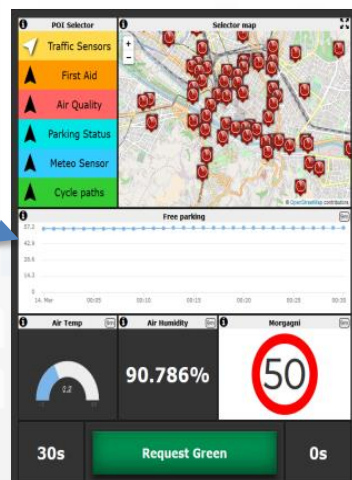 POI Selector
Selector map
Traffic Sensors
First Aid
Air Quality
Parking Status
Meteo Sensor
Cycle paths
+
-
© OpenStreetMap contributors
Free parking
57.2
42.9
28.6
14.3
0
14. Mar 00:05 00:10 00:15 00:20 00:25 00:30
Air Temp
Air Humidity
Morgagni
90.786%
50
30s
Request Green
0s